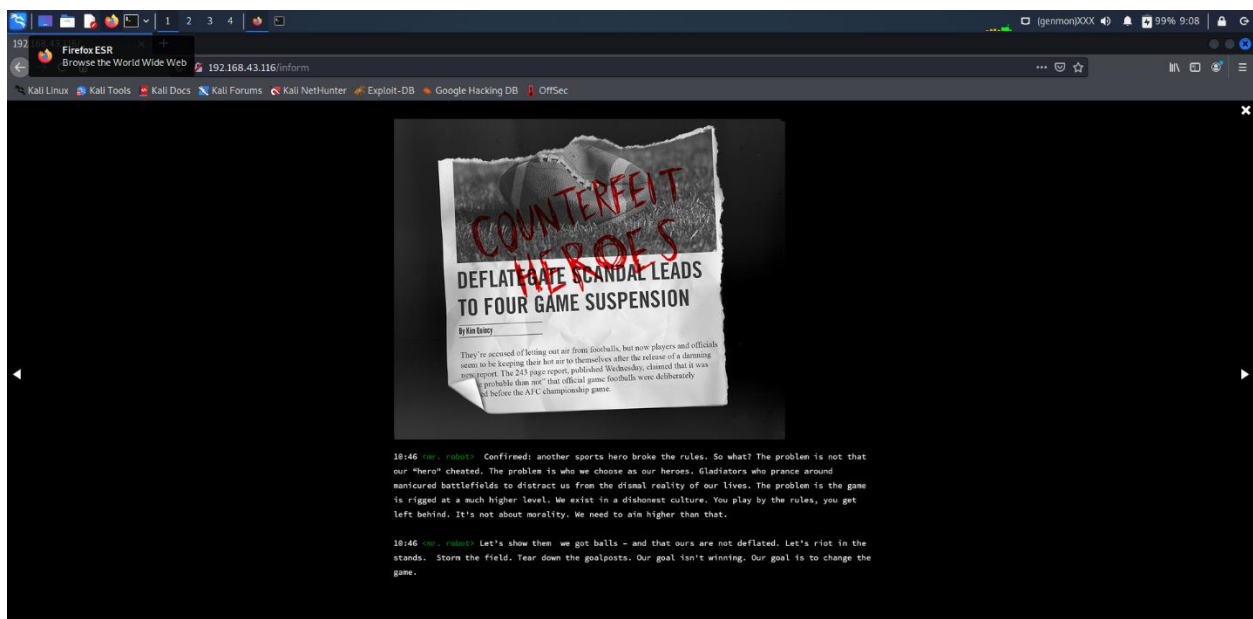 1 2 3 4
(genmon)XXX 99% 9:08
Firefox ESR
Browse the World Wide Web
192.168.43.116/inform
Kali Linux Kali Tools Kali Docs Kali Forums Kali NetHunter Exploit-DB Google Hacking DB OffSec
COUNTERFEIT
HEROES
DEFLATEGATE SCANDAL LEADS
TO FOUR GAME SUSPENSION
By Kim Quincy
They're accused of letting out air from footballs, but now players and officials
seem to be keeping their hot air to themselves after the release of a damning
new report. The 243 page report, published Wednesday, claimed that it was
probable than not" that official game footballs were deliberately
before the AFC championship game.
10:46 <mr. robot> Confirmed: another sports hero broke the rules. So what? The problem is not that
our "hero" cheated. The problem is who we choose as our heroes. Gladiators who prance around
manicured battlefields to distract us from the dismal reality of our lives. The problem is the game
is rigged at a much higher level. We exist in a dishonest culture. You play by the rules, you get
left behind. It's not about morality. We need to aim higher than that.
10:46 <mr. robot> Let's show them we got balls – and that ours are not deflated. Let's riot in the
stands. Storm the field. Tear down the goalposts. Our goal isn't winning. Our goal is to change the
game.